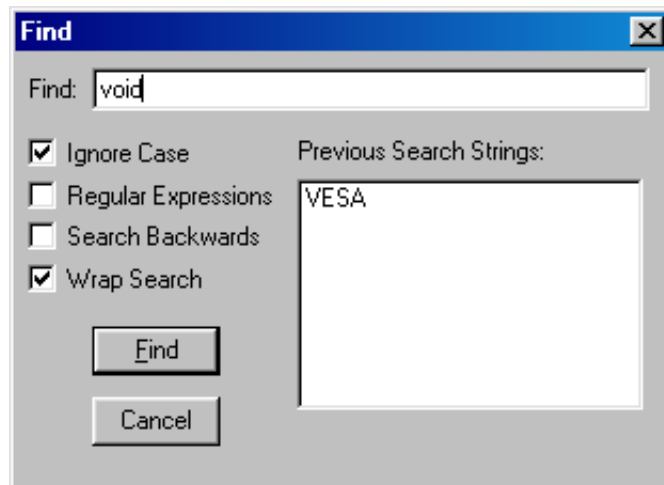 Find
Find: void
Ignore Case
Regular Expressions
Search Backwards
Wrap Search
Find
Cancel
Previous Search Strings:
VESA